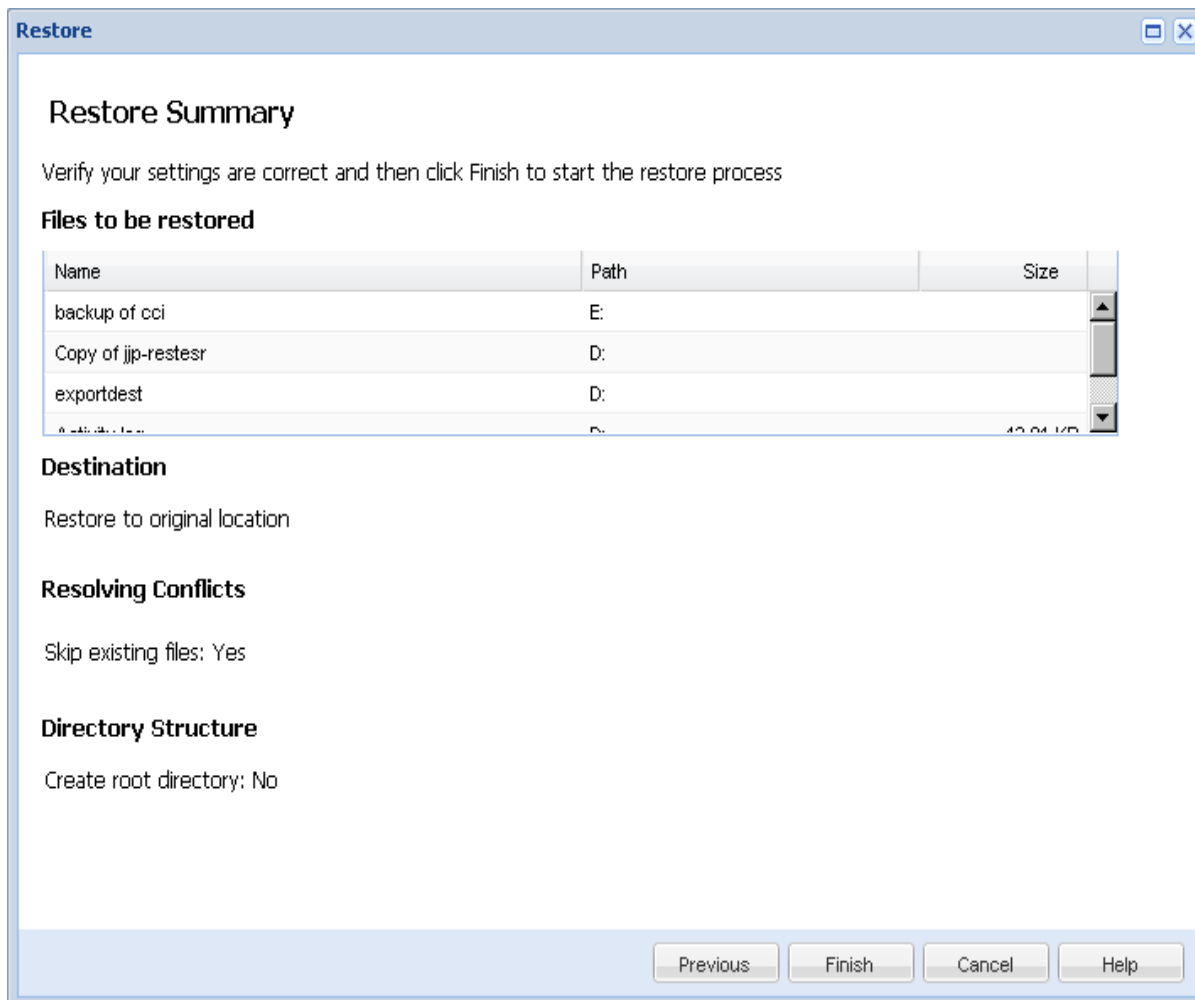 Restore
Restore Summary
Verify your settings are correct and then click Finish to start the restore process
Files to be restored
Name Path Size
backup of cci E:
Copy of jjp-restesr D:
exportdest D:
Activity log D:
Destination
Restore to original location
Resolving Conflicts
Skip existing files: Yes
Directory Structure
Create root directory: No
Previous Finish Cancel Help